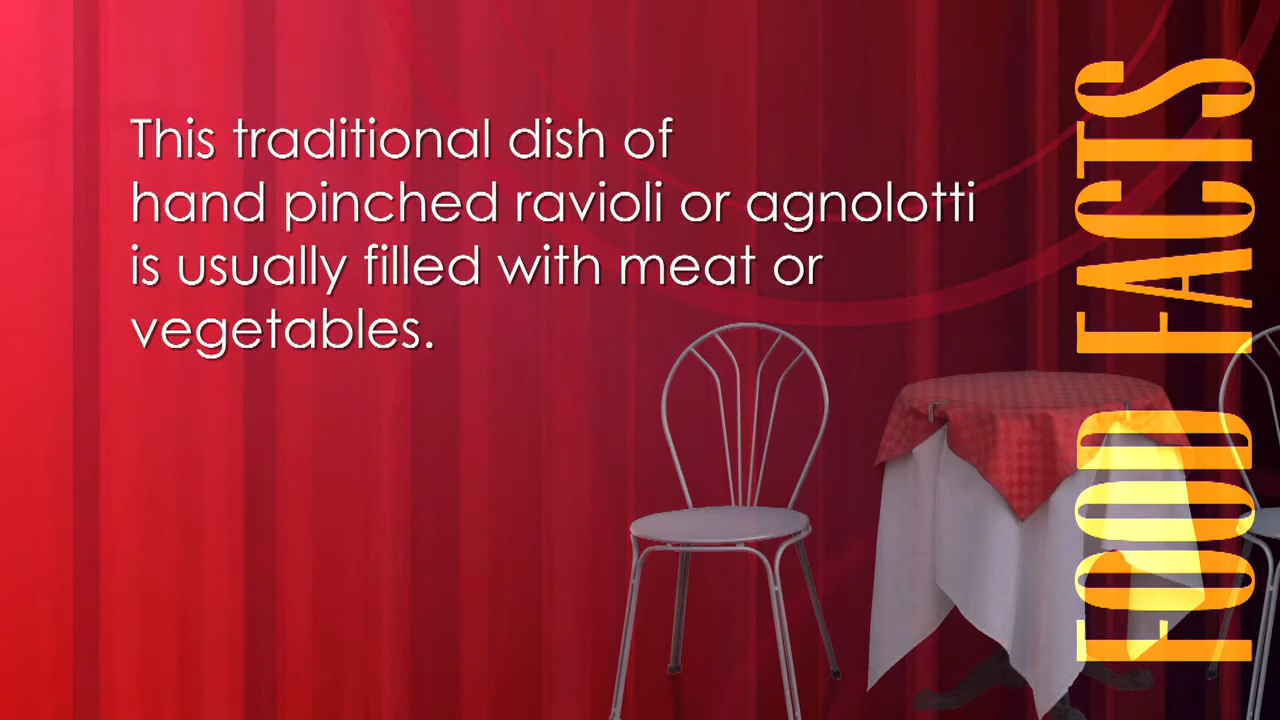 This traditional dish of
hand pinched ravioli or agnolotti
is usually filled with meat or
vegetables.
FOOD FACTS